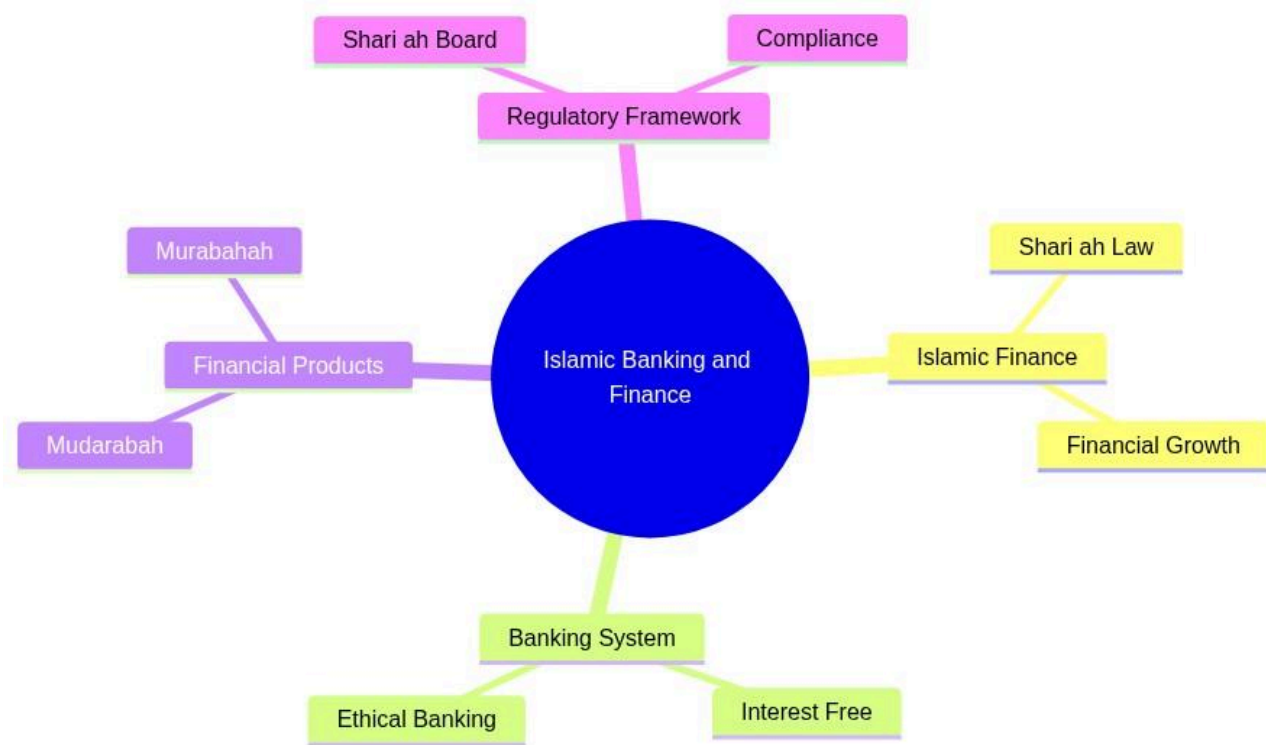 Shari ah Board
Compliance
Regulatory Framework
Murabahah
Shari ah Law
Financial Products
Islamic Banking and
Finance
Islamic Finance
Mudarabah
Financial Growth
Banking System
Ethical Banking
Interest Free